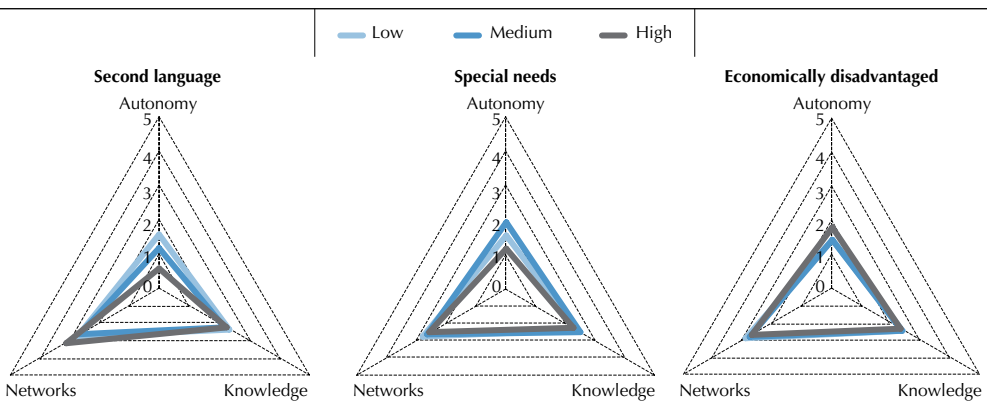 Low Medium High
Second language Special needs Economically disadvantaged
Autonomy Autonomy Autonomy
5 5 5
4 4 4
3 3 3
2 2 2
1 1 1
0 0 0
Networks Knowledge Networks Knowledge Networks Knowledge